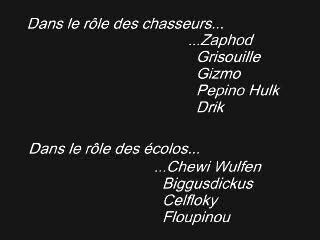 Dans le rôle des chasseurs...
...Zaphod
Grisouille
Gizmo
Pepino Hulk
Drik
Dans le rôle des écolos...
...Chewi Wulfen
Biggusdickus
Celfloky
Floupinou